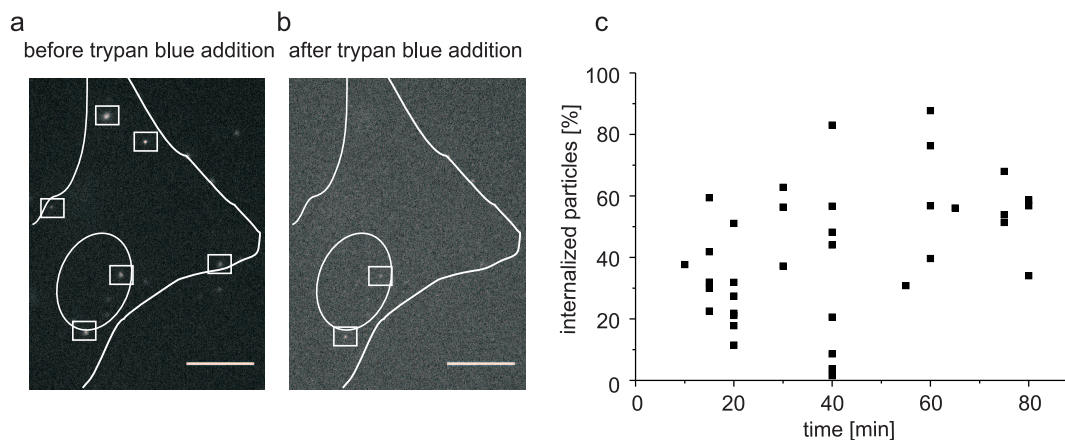 a
before trypan blue addition
b
after trypan blue addition
c
internalized particles [%]
100
80
60
40
20
0
0 20 40 60 80
time [min]